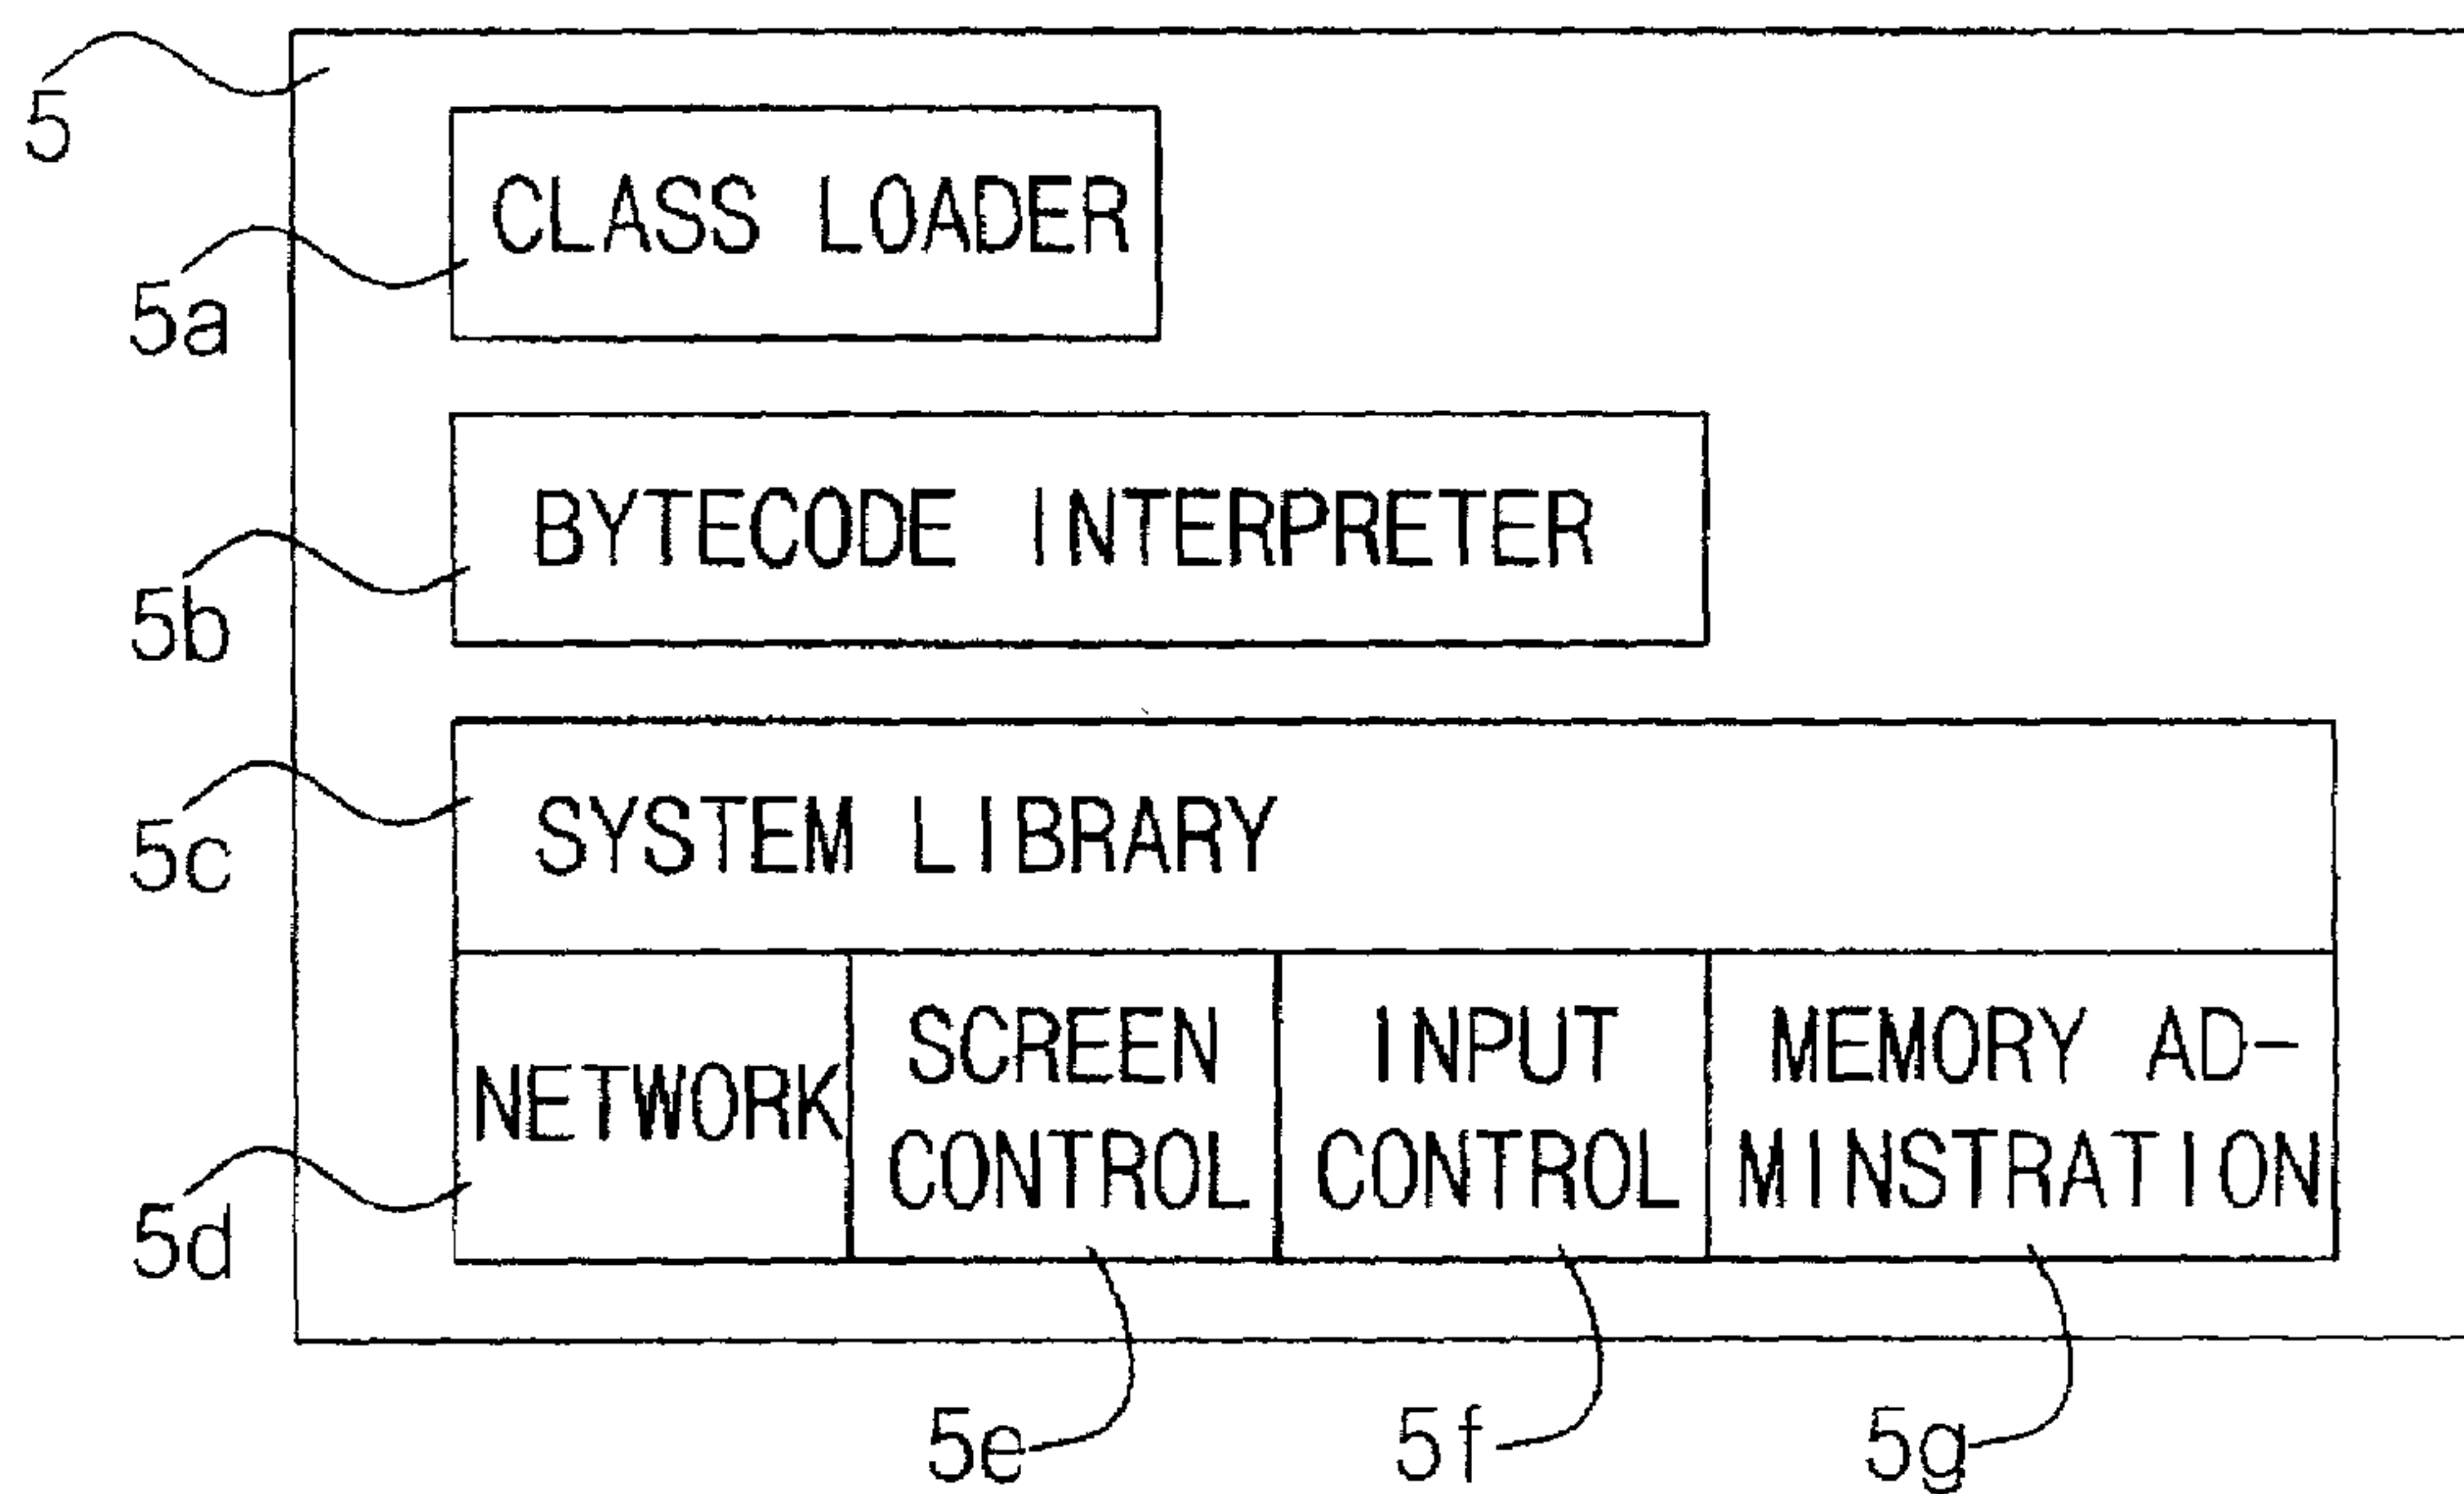 5
CLASS LOADER
5a
BYTECODE INTERPRETER
5b
SYSTEM LIBRARY
5c
NETWORK
SCREEN
CONTROL
INPUT
CONTROL
MEMORY AD-
MINSTRATION
5d
5e
5f
5g